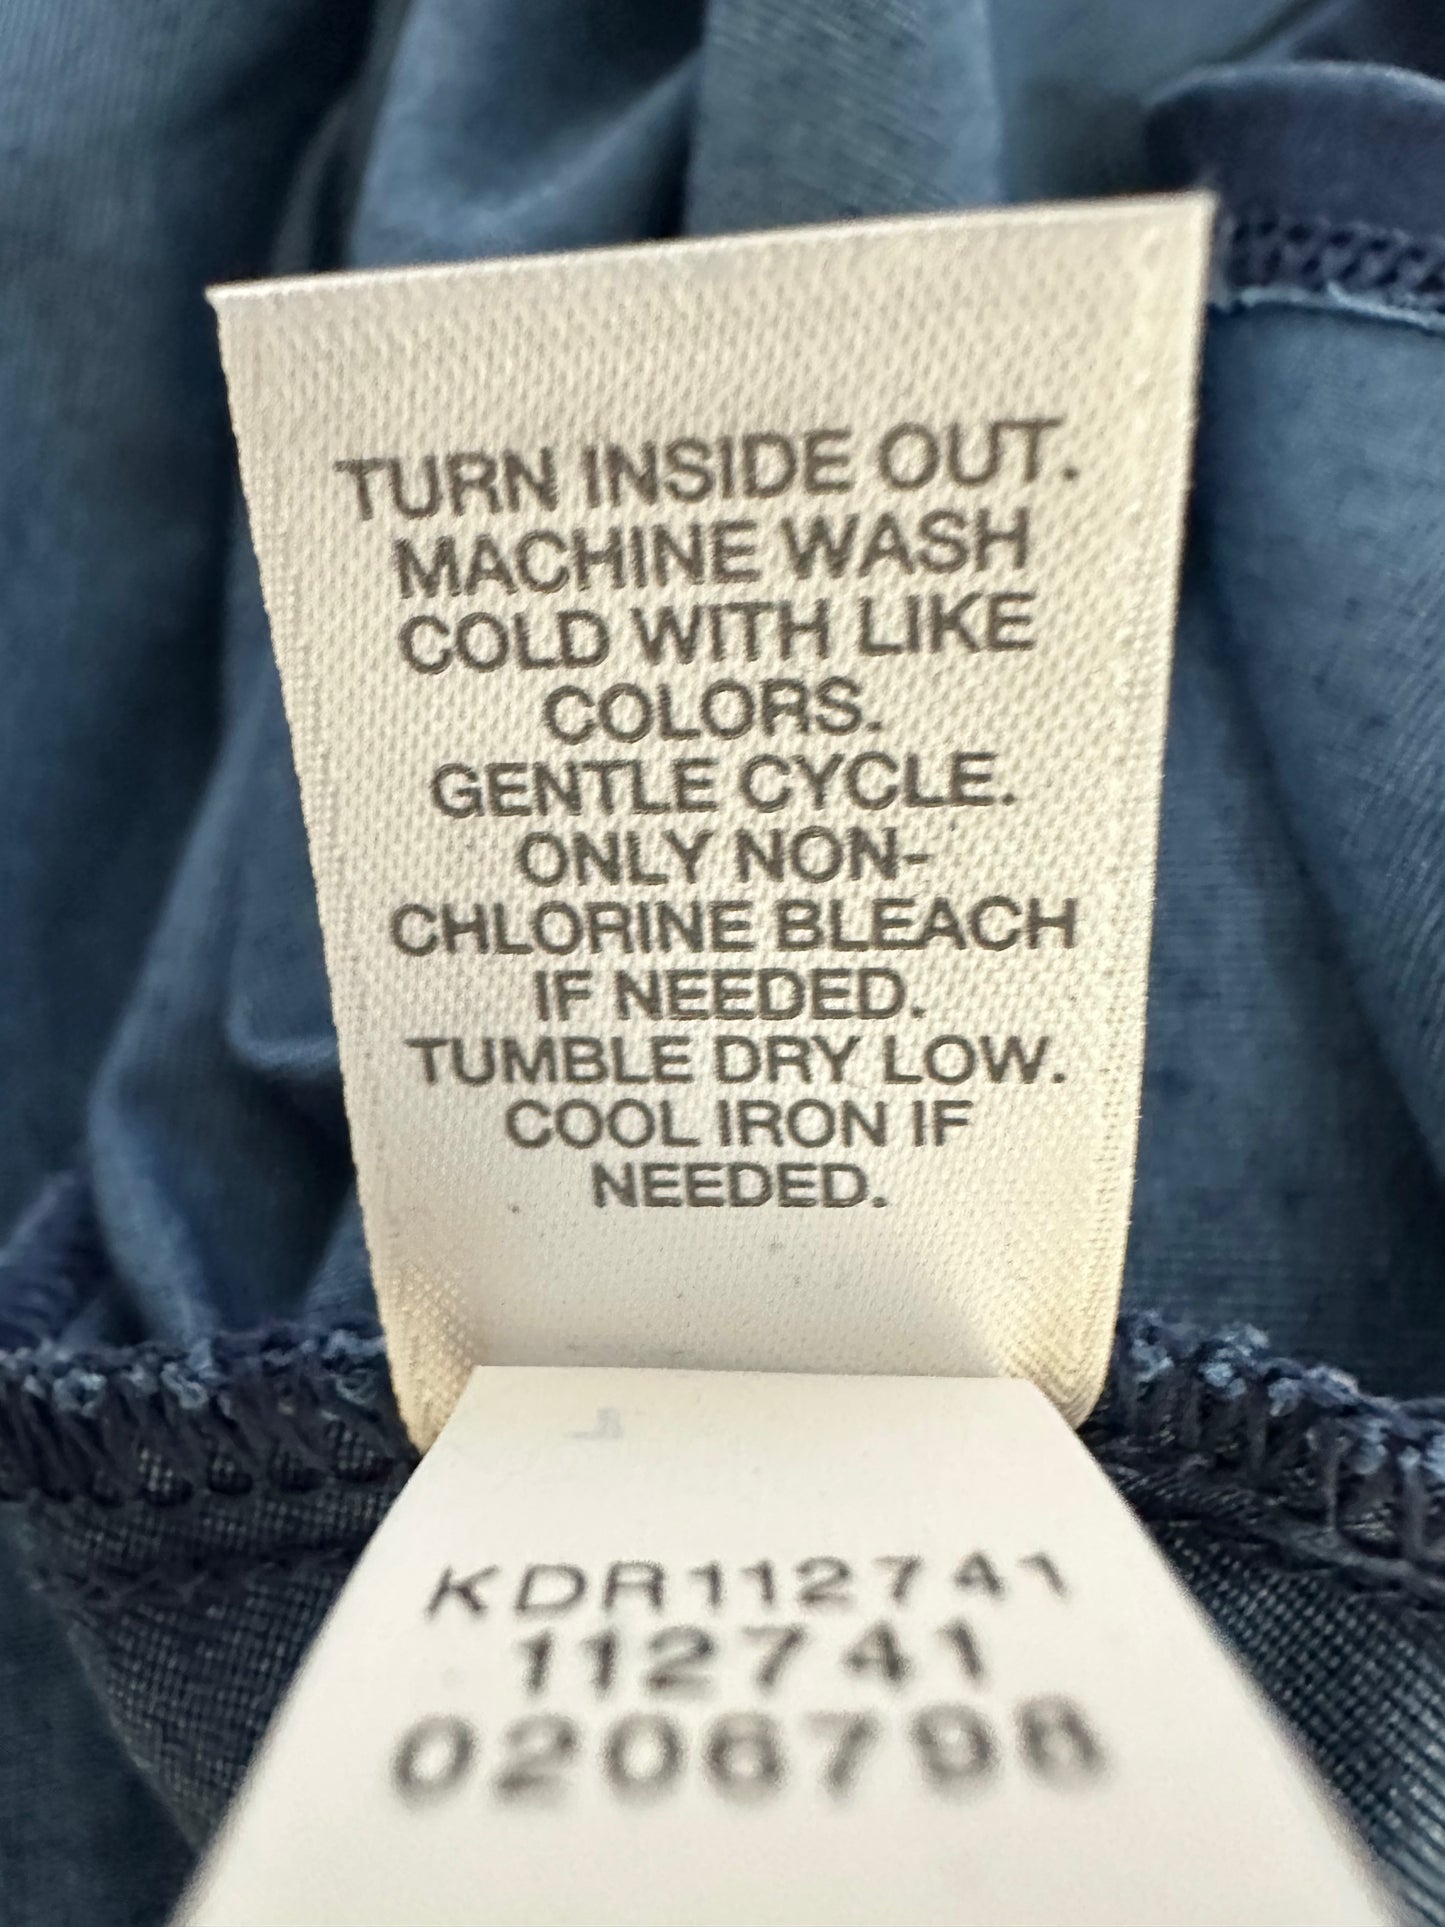 TURN INSIDE OUT.
MACHINE WASH
COLD WITH LIKE
COLORS.
GENTLE CYCLE.
ONLY NON-
CHLORINE BLEACH
IF NEEDED.
TUMBLE DRY LOW.
COOL IRON IF
NEEDED.
KDR112741
112741
0206798